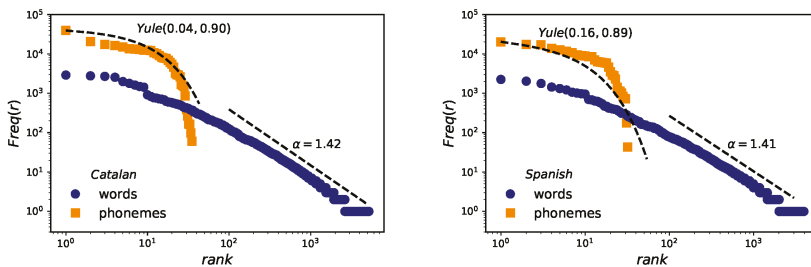 Yule(0.04, 0.90)
Freq(r)
10^5
10^4
10^3
10^2
10^1
10^0
α = 1.42
Catalan
words
phonemes
10^0 10^1 10^2 10^3
rank
Yule(0.16, 0.89)
Freq(r)
10^5
10^4
10^3
10^2
10^1
10^0
α = 1.41
Spanish
words
phonemes
10^0 10^1 10^2 10^3
rank